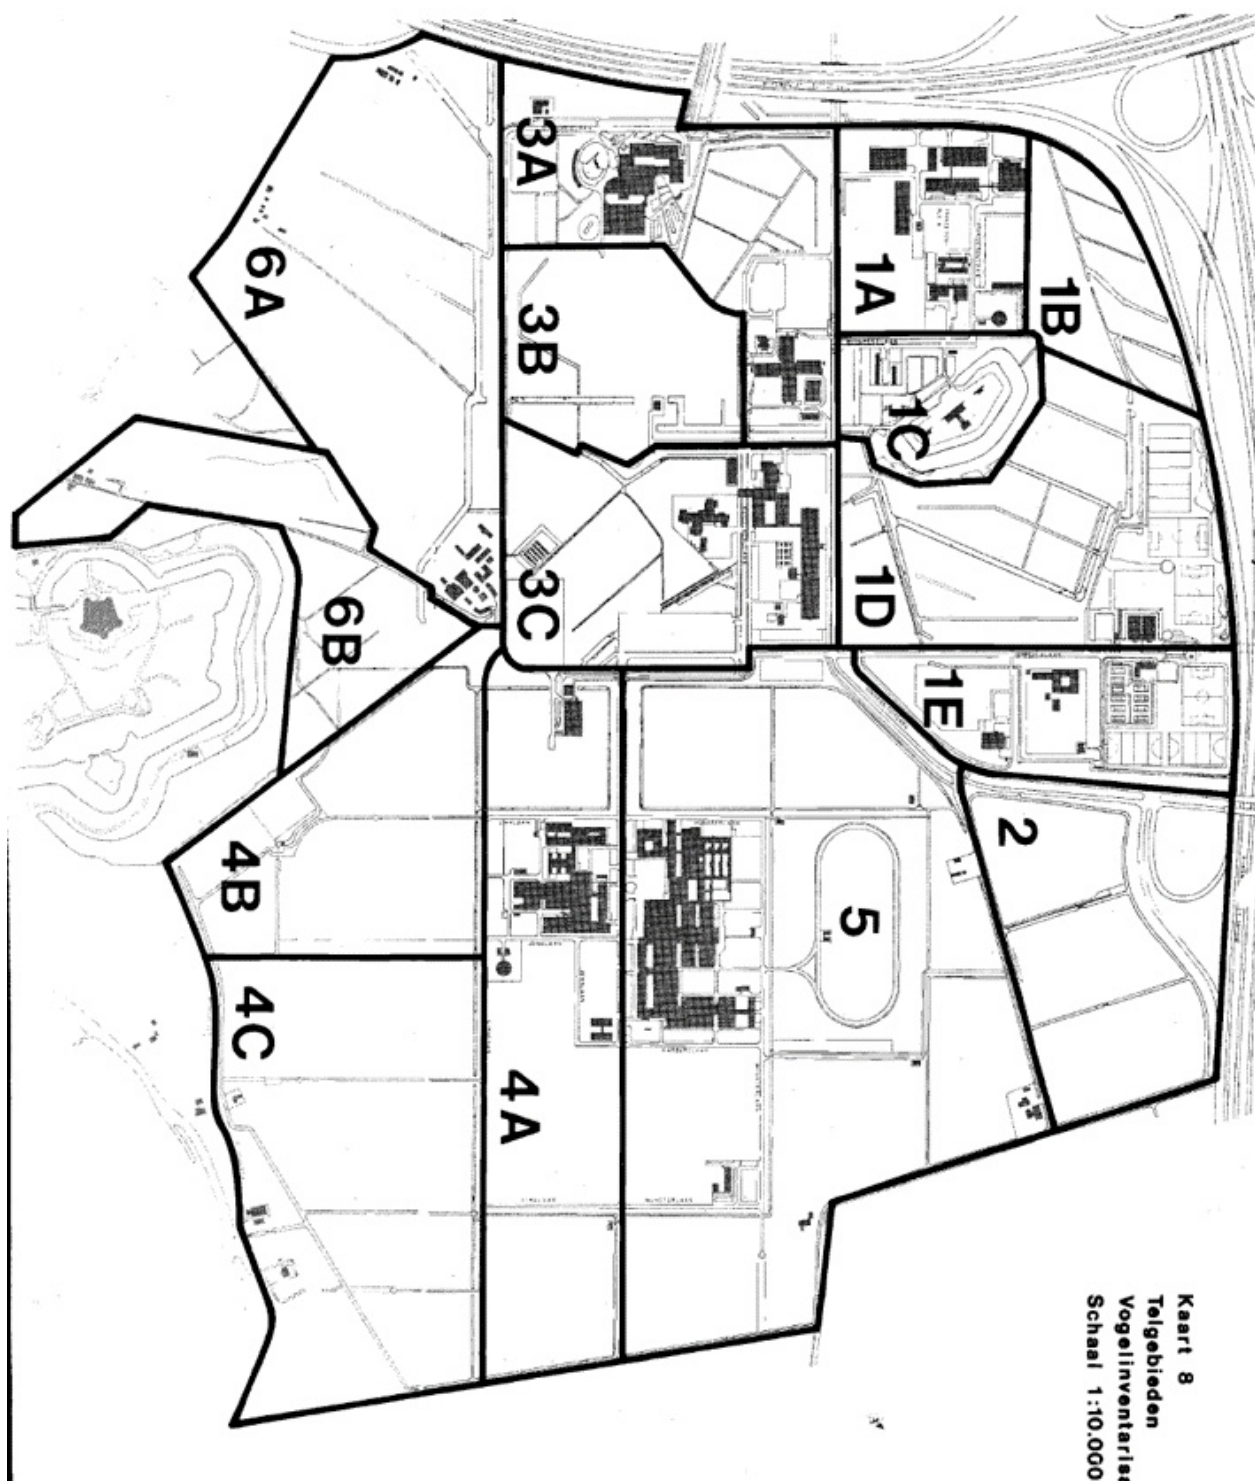 Kaart 8
Telgebieden
Vogelinventarisa
Schaal 1:10.000
1A
1B
1C
1D
1E
2
3A
3B
3C
4A
4B
4C
5
6A
6B